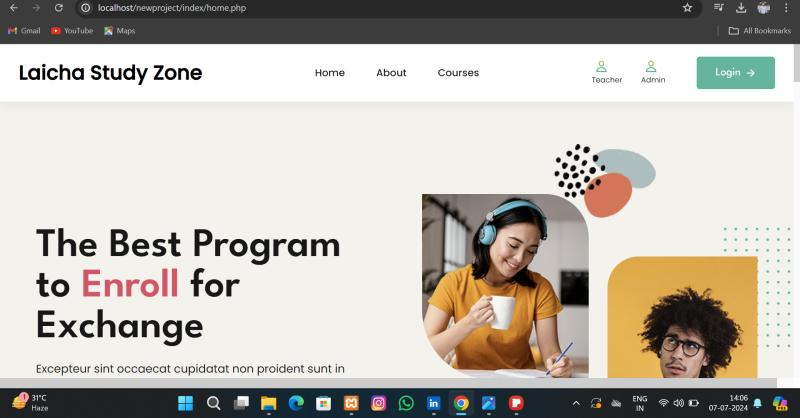 localhost/newproject/index/home.php
Gmail YouTube Maps All Bookmarks
Laicha Study Zone Home About Courses Teacher Admin Login →
The Best Program
to Enroll for
Exchange
Excepteur sint occaecat cupidatat non proident sunt in
1 31°C
Haze
ENG
IN
14:06
07-07-2024